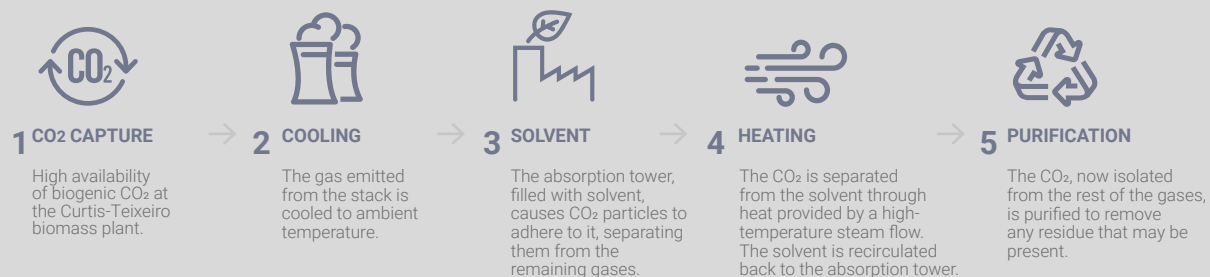 CO2
1 CO2 CAPTURE
High availability
of biogenic CO₂ at
the Curtis-Teixeiro
biomass plant.
2 COOLING
The gas emitted
from the stack is
cooled to ambient
temperature.
3 SOLVENT
The absorption tower,
filled with solvent,
causes CO₂ particles to
adhere to it, separating
them from the
remaining gases.
4 HEATING
The CO₂ is separated
from the solvent through
heat provided by a high-
temperature steam flow.
The solvent is recirculated
back to the absorption tower.
5 PURIFICATION
The CO₂, now isolated
from the rest of the gases,
is purified to remove
any residue that may be
present.